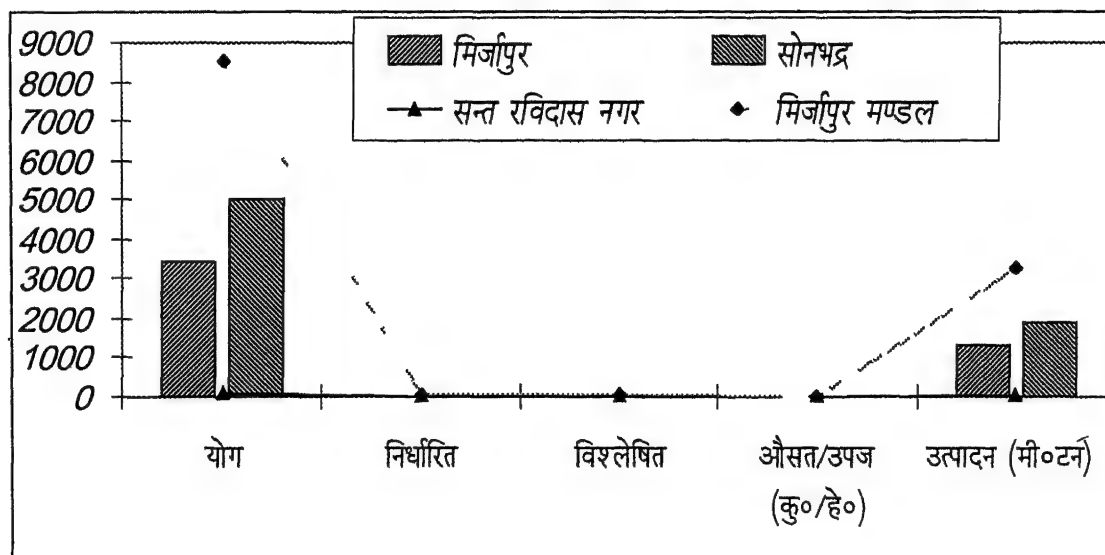 9000
8000
7000
6000
5000
4000
3000
2000
1000
0
मिर्जापुर
सोनभद्र
सन्त रविदास नगर
मिर्जापुर मण्डल
योग
निर्धारित
विश्लेषित
औसत/उपज
(कु०/हे०)
उत्पादन (मी०टन)